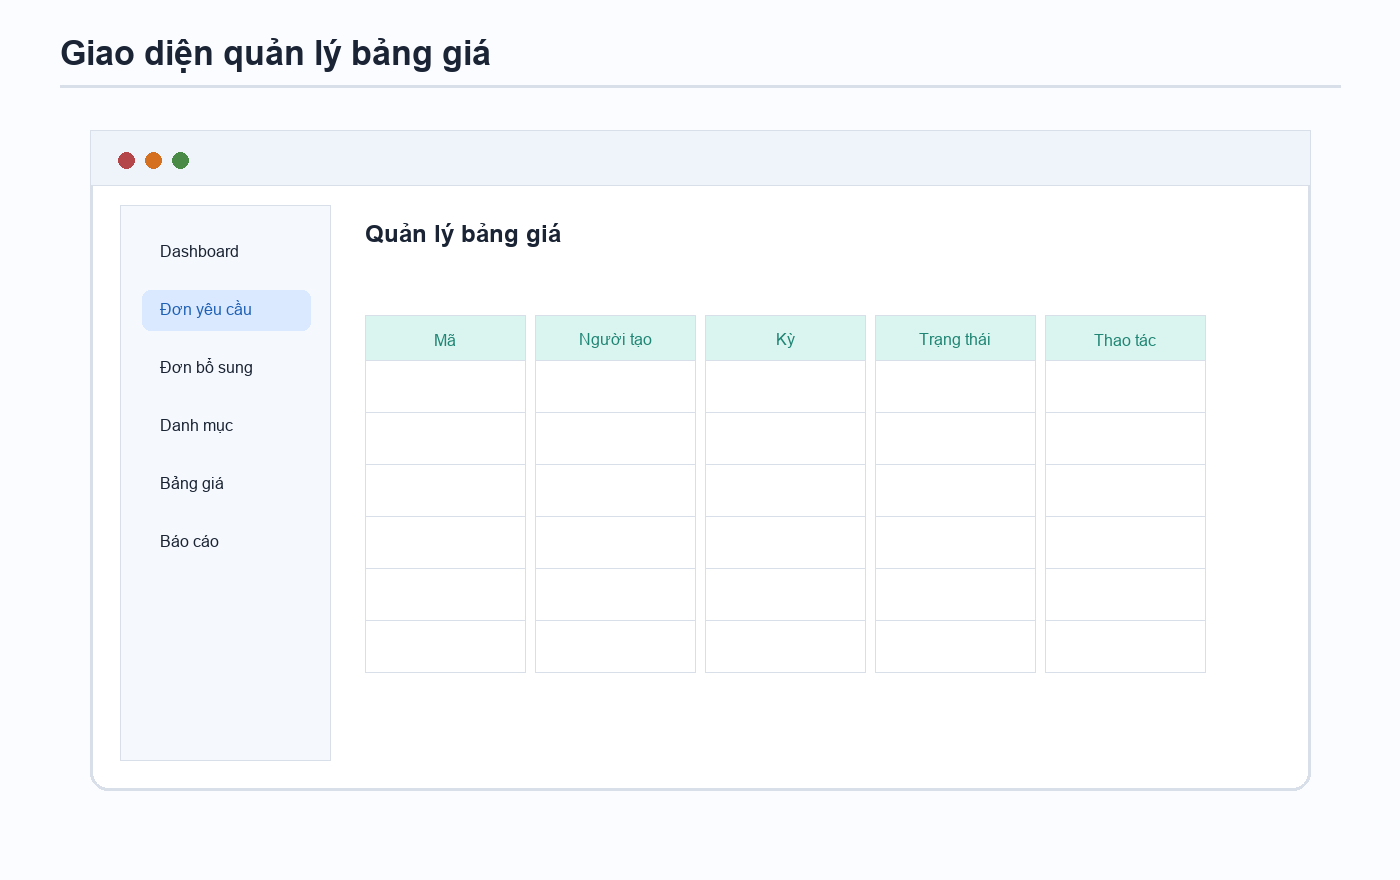 Giao diện quản lý bảng giá
Dashboard
Đơn yêu cầu
Đơn bổ sung
Danh mục
Bảng giá
Báo cáo
Quản lý bảng giá
Mã Người tạo Kỳ Trạng thái Thao tác